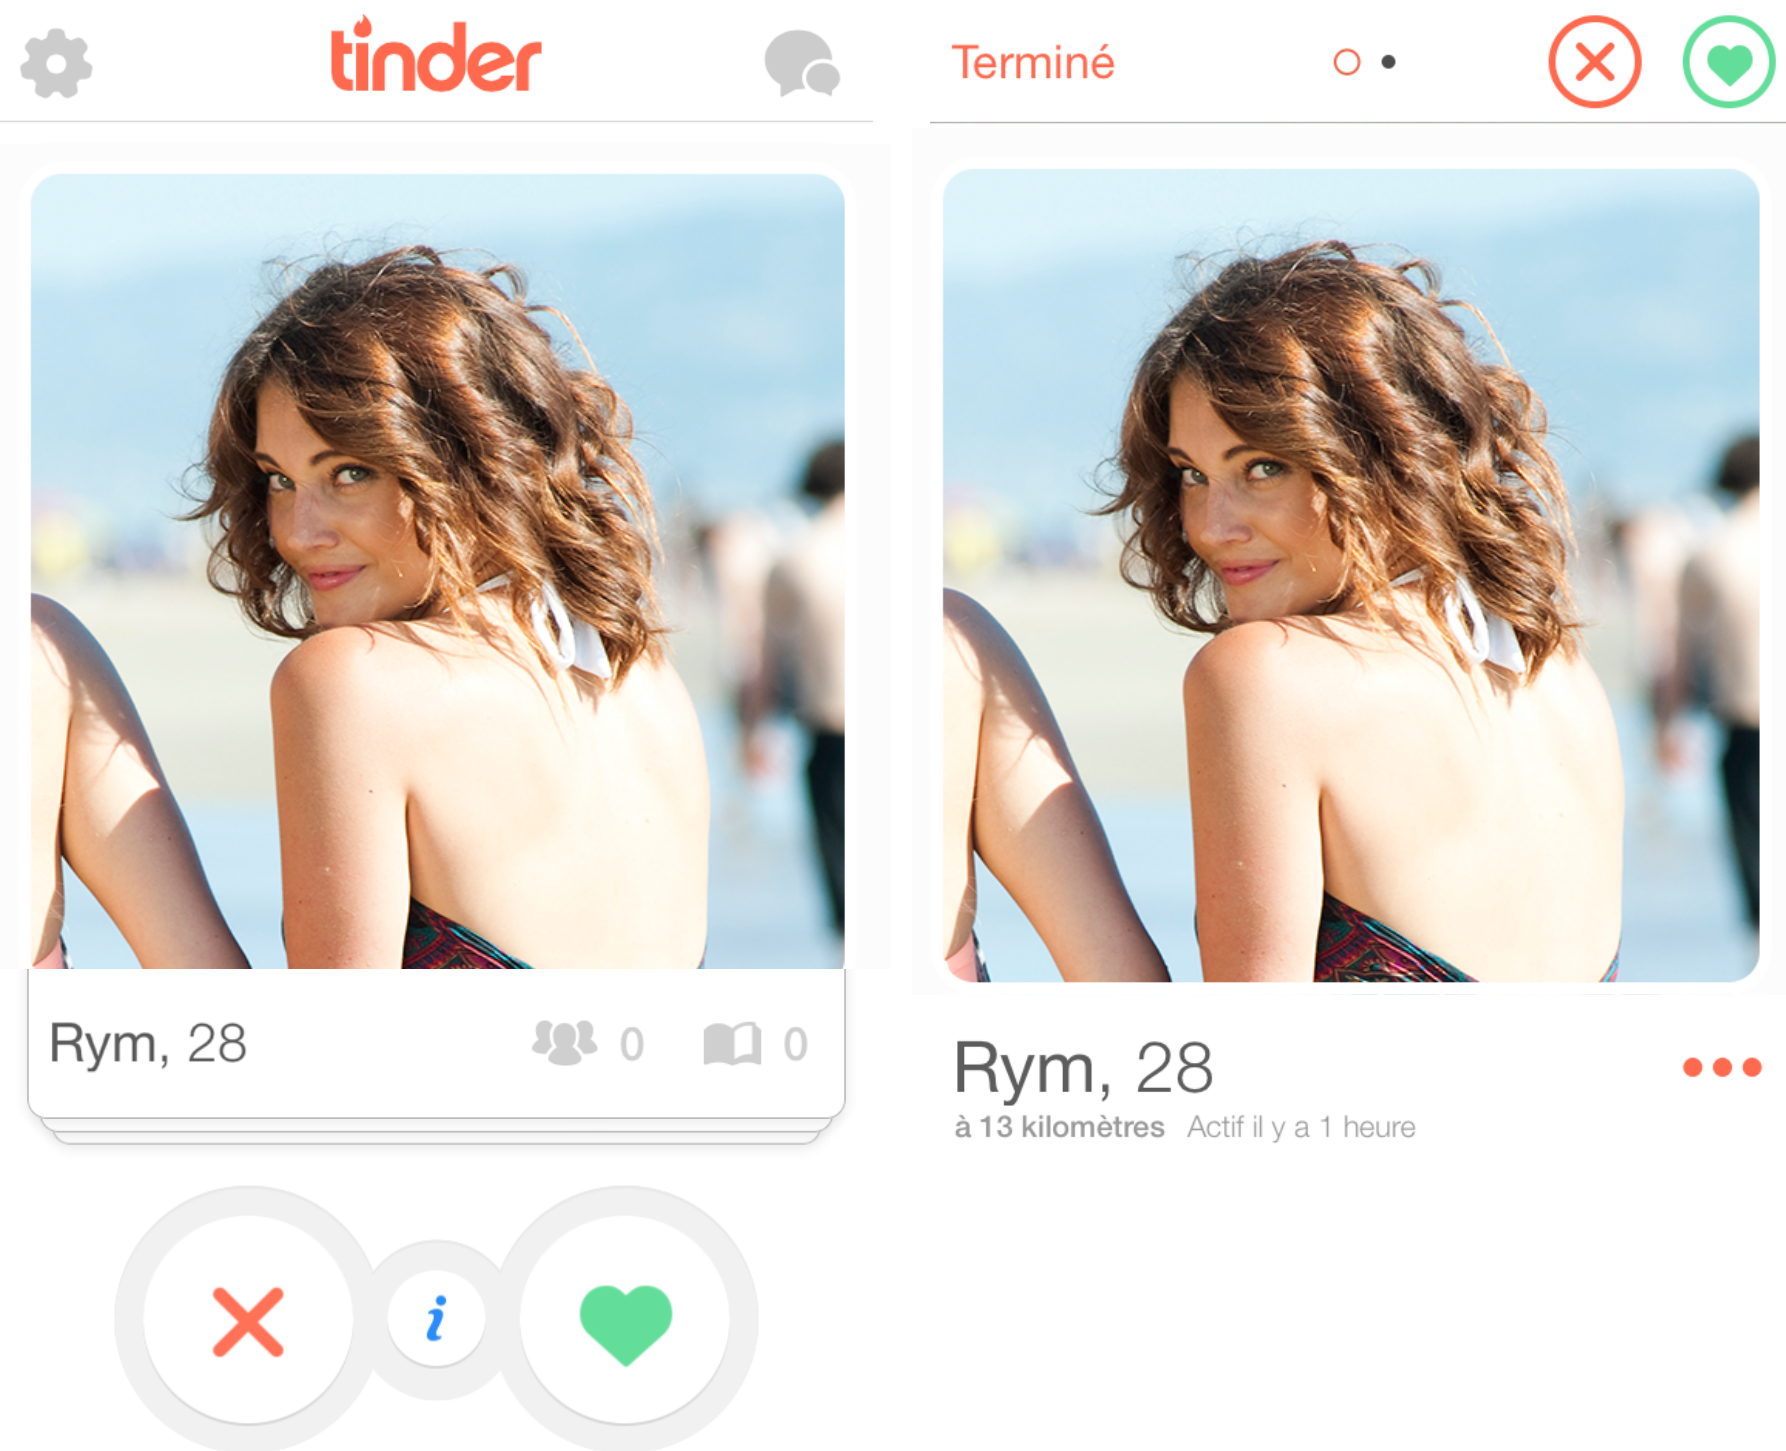 tinder
Rym, 28
0
0
i
Terminé
Rym, 28
à 13 kilomètres Actif il y a 1 heure